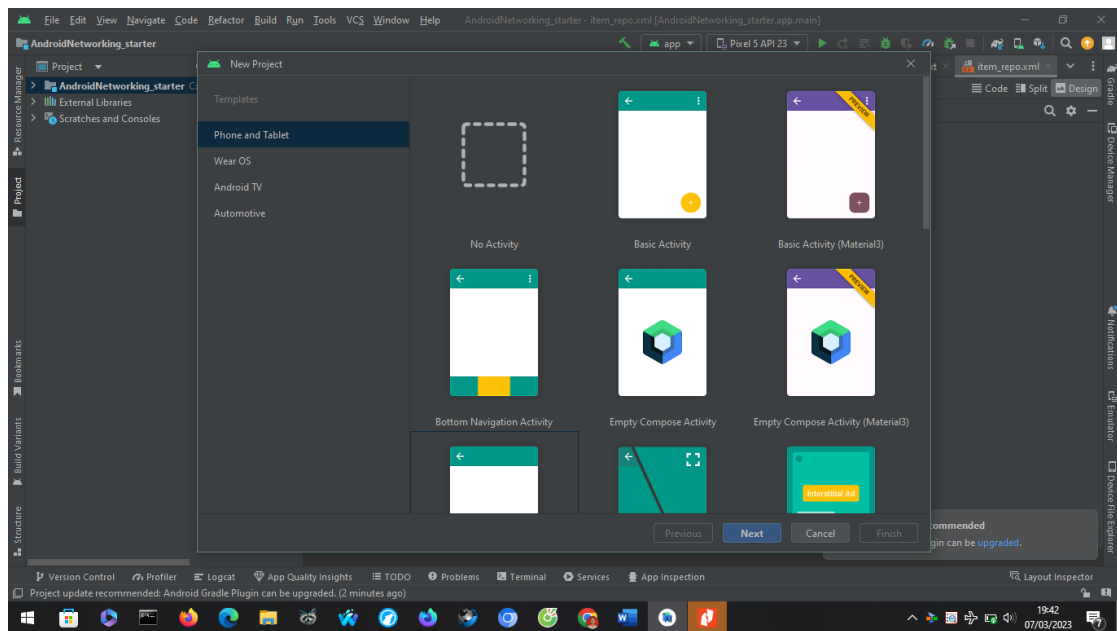 File Edit View Navigate Code Refactor Build Run Tools VCS Window Help AndroidNetworking_starter - item_repo.xml [AndroidNetworking_starter.app.main]
AndroidNetworking_starter app Pixel 5 API 23
Project item_repo.xml
AndroidNetworking_starter
External Libraries
Scratches and Consoles
Code Split Design
New Project
Templates
Phone and Tablet
Wear OS
Android TV
Automotive
PREVIEW
No Activity Basic Activity Basic Activity (Material3)
PREVIEW
Bottom Navigation Activity Empty Compose Activity Empty Compose Activity (Material3)
Interstitial Ad
Previous Next Cancel Finish
ommended
gin can be upgraded.
Resource Manager
Project
Bookmarks
Build Variants
Structure
Gradle
Device Manager
Notifications
Emulator
Device File Explorer
Version Control Profiler Logcat App Quality Insights TODO Problems Terminal Services App Inspection Layout Inspector
Project update recommended: Android Gradle Plugin can be upgraded. (2 minutes ago)
19:42
07/03/2023
7